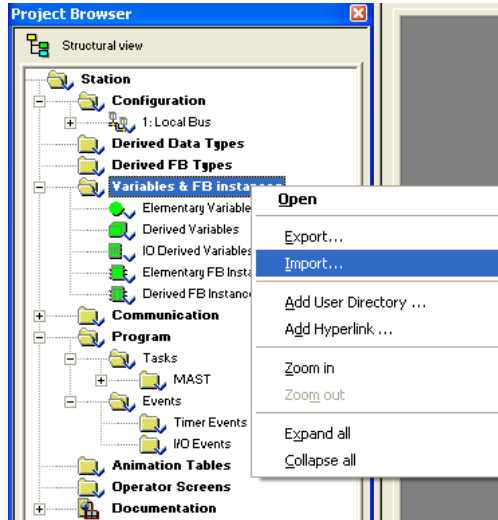 Project Browser
Structural view
Station
Configuration
1: Local Bus
Derived Data Types
Derived FB Types
Variables & FB instances
Elementary Variable
Derived Variables
IO Derived Variables
Elementary FB Insta
Derived FB Instanc
Communication
Program
Tasks
MAST
Events
Timer Events
I/O Events
Animation Tables
Operator Screens
Documentation
Open
Export...
Import...
Add User Directory ...
Add Hyperlink ...
Zoom in
Zoom out
Expand all
Collapse all